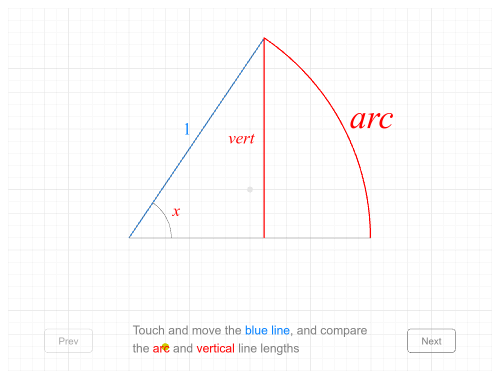 1
vert
arc
x
Touch and move the blue line, and compare
the arc and vertical line lengths
Prev
Next